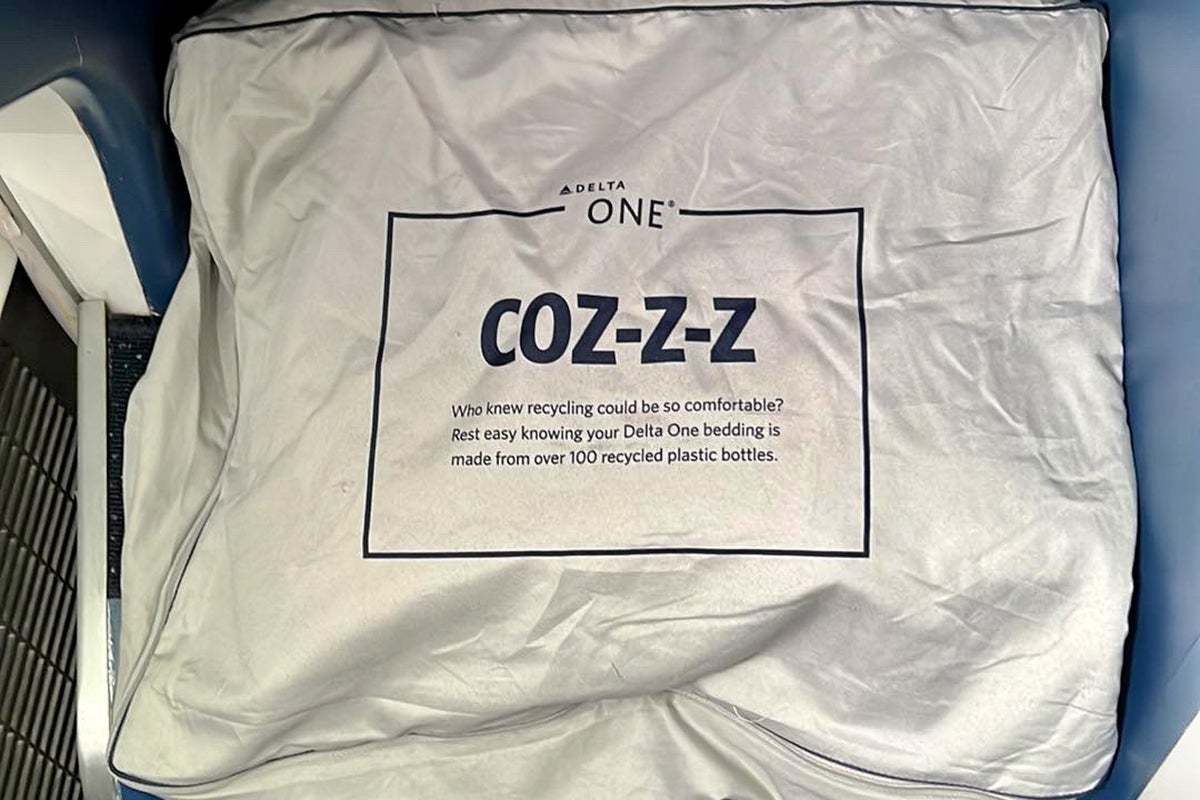 DELTA
ONE®
COZ-Z-Z
Who knew recycling could be so comfortable?
Rest easy knowing your Delta One bedding is
made from over 100 recycled plastic bottles.